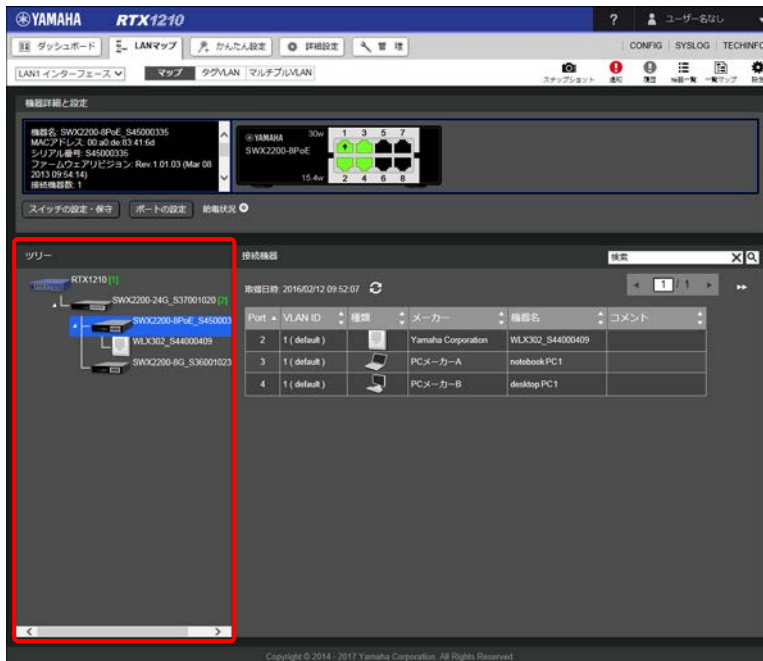 YAMAHA RTX1210 ? ユーザー名なし
ダッシュボード LANマップ かんたん設定 詳細設定 管 理 CONFIG SYSLOG TECHINFO
LAN1 インターフェース マップ タグVLAN マルチプルVLAN スナップショット 通知 履歴 機器一覧 一覧マップ
機器詳細と設定
機器名: SWX2200-8PoE_S45000335
MACアドレス: 00:a0:de:83:41:6d
シリアル番号: S45000335
ファームウェアリビジョン: Rev.1.01.03 (Mar 08
2013 09:54:14)
接続機器数: 1
YAMAHA
SWX2200-8PoE
30w 1 3 5 7
15.4w 2 4 6 8
スイッチの設定・保守 ポートの設定 給電状況
ツリー
RTX1210 [1]
SWX2200-24G_S37001020 [2]
SWX2200-8PoE_S450003
WLX302_S44000409
SWX2200-8G_S36001023
接続機器 検索
取得日時: 2016/02/12 09:52:07 1 / 1
Port VLAN ID 種類 メーカー 機器名 コメント
2 1 ( default ) Yamaha Corporation WLX302_S44000409
3 1 ( default ) PCメーカーA notebook PC1
4 1 ( default ) PCメーカーB desktop PC1
Copyright © 2014 - 2017 Yamaha Corporation. All Rights Reserved.